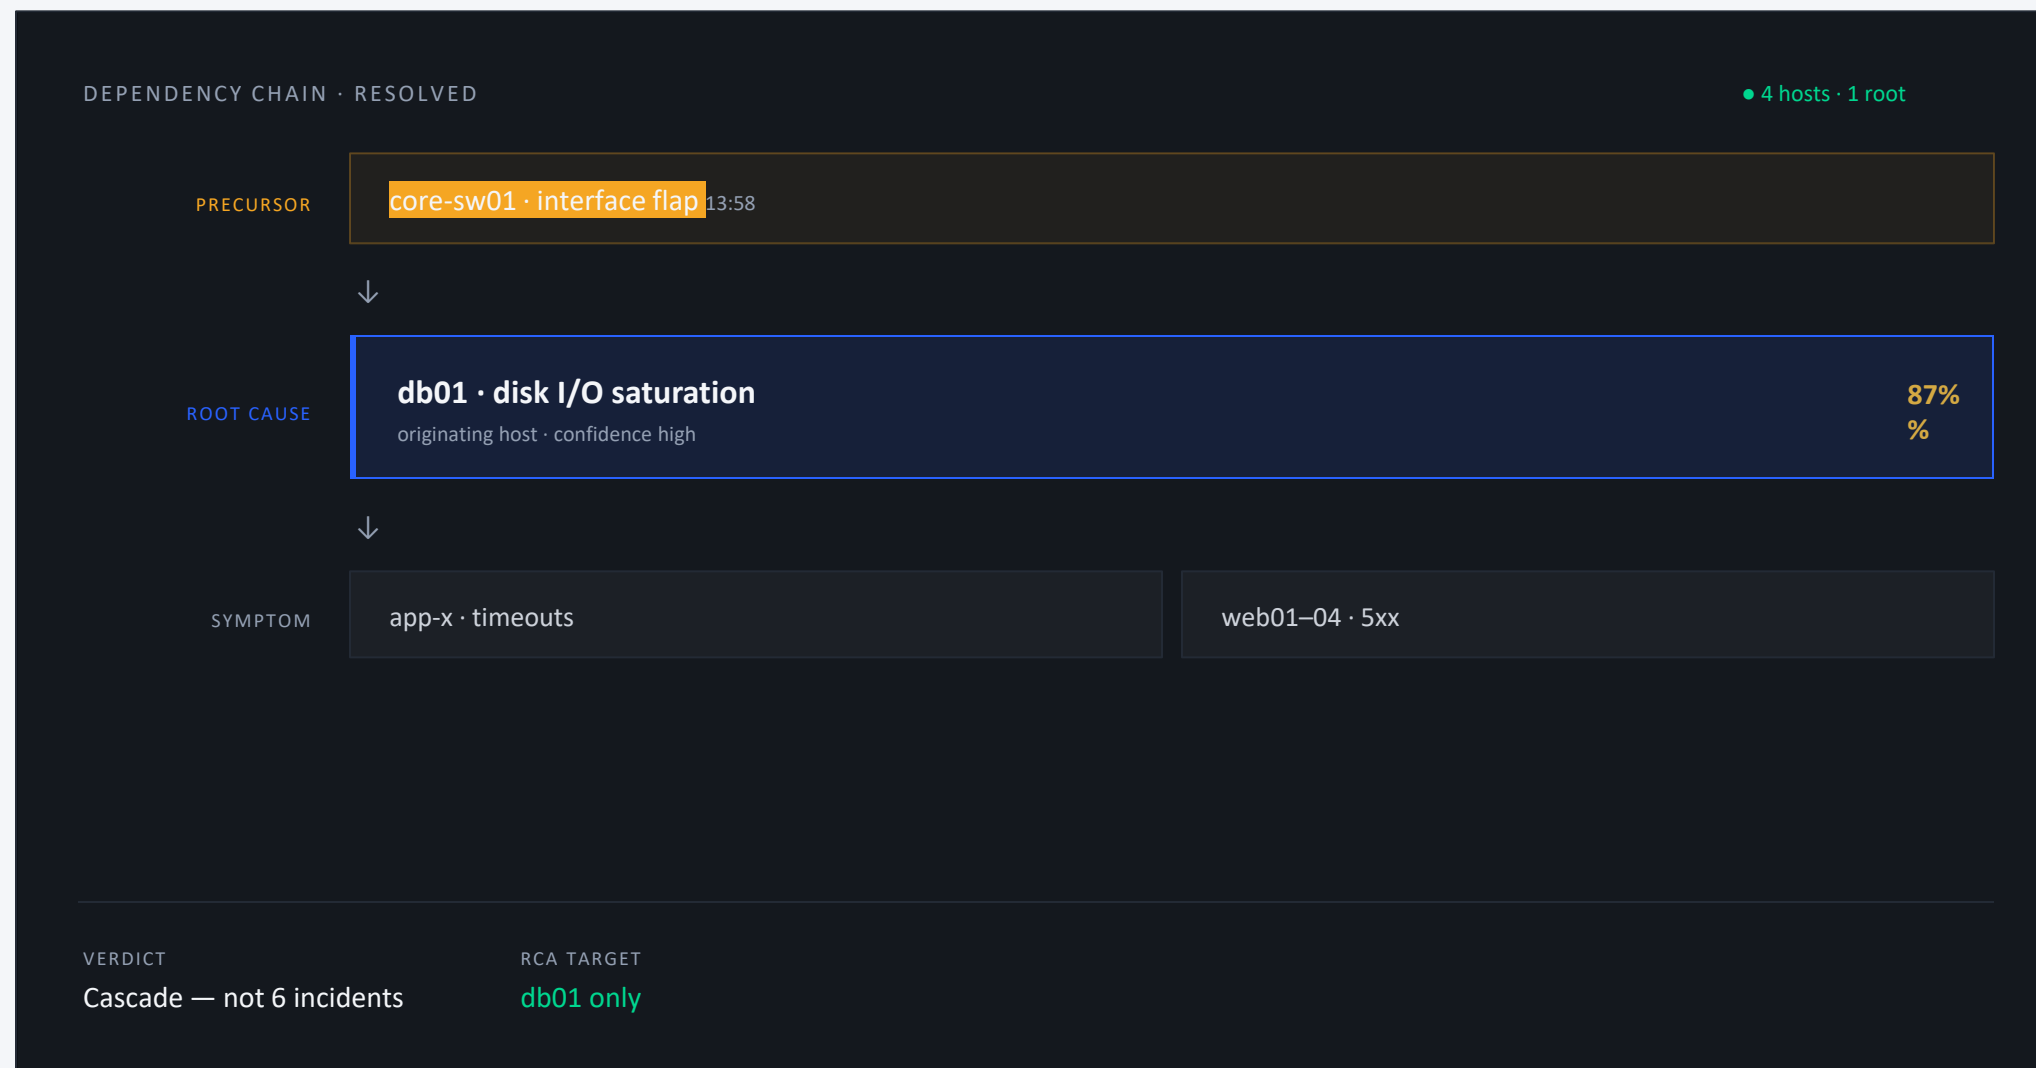 DEPENDENCY CHAIN · RESOLVED
● 4 hosts · 1 root
PRECURSOR
core-sw01 · interface flap 13:58
↓
ROOT CAUSE
db01 · disk I/O saturation
originating host · confidence high
87%
%
↓
SYMPTOM
app-x · timeouts
web01–04 · 5xx
VERDICT
Cascade — not 6 incidents
RCA TARGET
db01 only